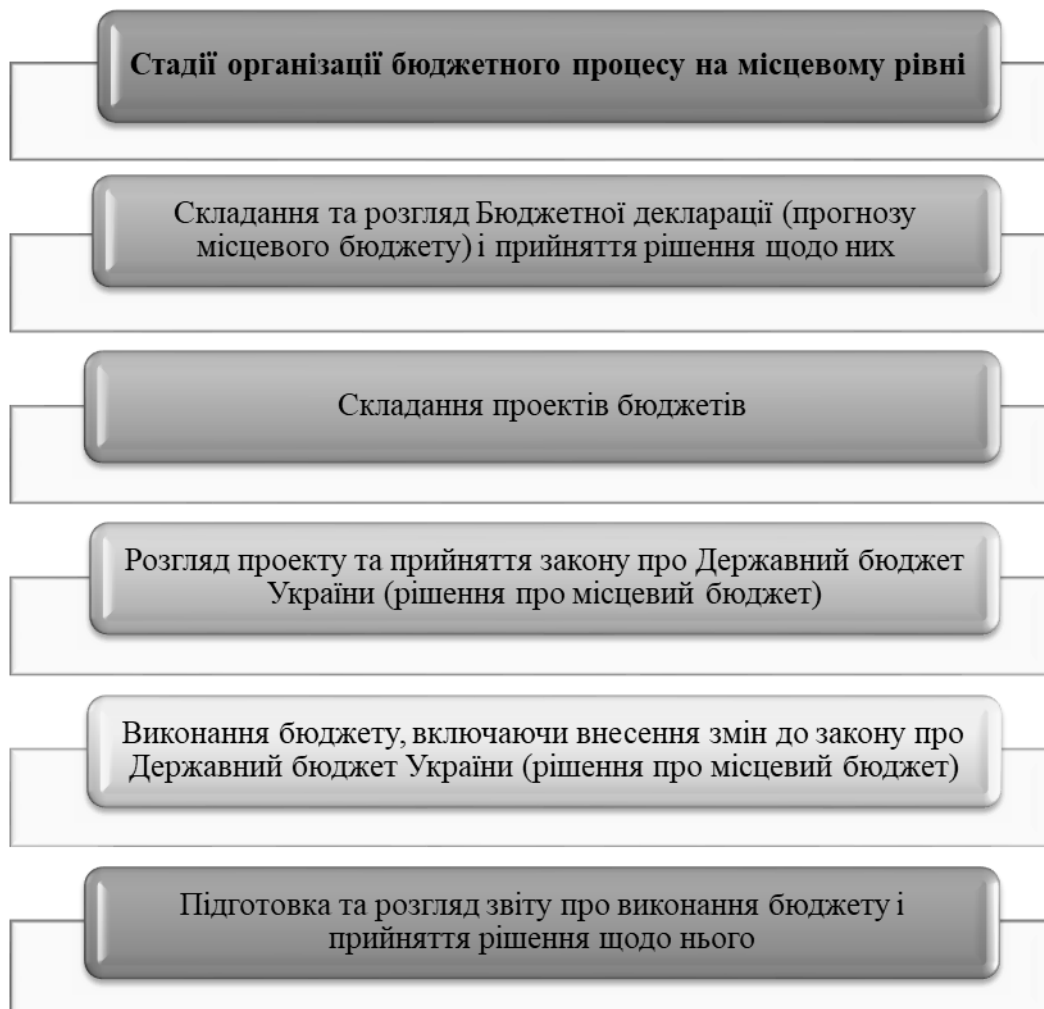 Стадії організації бюджетного процесу на місцевому рівні
Складання та розгляд Бюджетної декларації (прогнозу
місцевого бюджету) і прийняття рішення щодо них
Складання проектів бюджетів
Розгляд проекту та прийняття закону про Державний бюджет
України (рішення про місцевий бюджет)
Виконання бюджету, включаючи внесення змін до закону про
Державний бюджет України (рішення про місцевий бюджет)
Підготовка та розгляд звіту про виконання бюджету і
прийняття рішення щодо нього